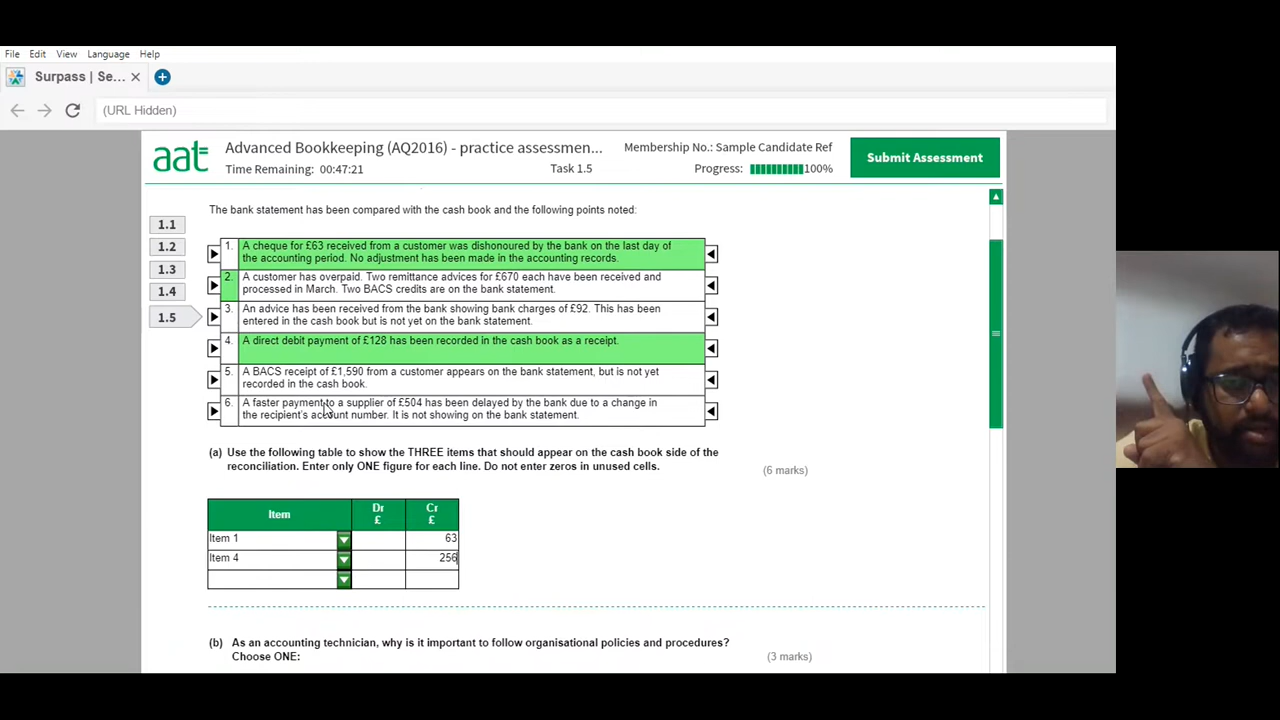 File Edit View Language Help
Surpass | Se...
(URL Hidden)
aat
Advanced Bookkeeping (AQ2016) - practice assessmen...
Membership No.: Sample Candidate Ref
Submit Assessment
Time Remaining: 00:47:21
Task 1.5
Progress: 100%
The bank statement has been compared with the cash book and the following points noted:
1.1
1.2
1.3
1.4
1.5
1. A cheque for £63 received from a customer was dishonoured by the bank on the last day of
the accounting period. No adjustment has been made in the accounting records.
2. A customer has overpaid. Two remittance advices for £670 each have been received and
processed in March. Two BACS credits are on the bank statement.
3. An advice has been received from the bank showing bank charges of £92. This has been
entered in the cash book but is not yet on the bank statement.
4. A direct debit payment of £128 has been recorded in the cash book as a receipt.
5. A BACS receipt of £1,590 from a customer appears on the bank statement, but is not yet
recorded in the cash book.
6. A faster payment to a supplier of £504 has been delayed by the bank due to a change in
the recipient's account number. It is not showing on the bank statement.
(a) Use the following table to show the THREE items that should appear on the cash book side of the
reconciliation. Enter only ONE figure for each line. Do not enter zeros in unused cells.
(6 marks)
Item Dr £ Cr £
Item 1 63
Item 4 256
(b) As an accounting technician, why is it important to follow organisational policies and procedures?
Choose ONE:
(3 marks)